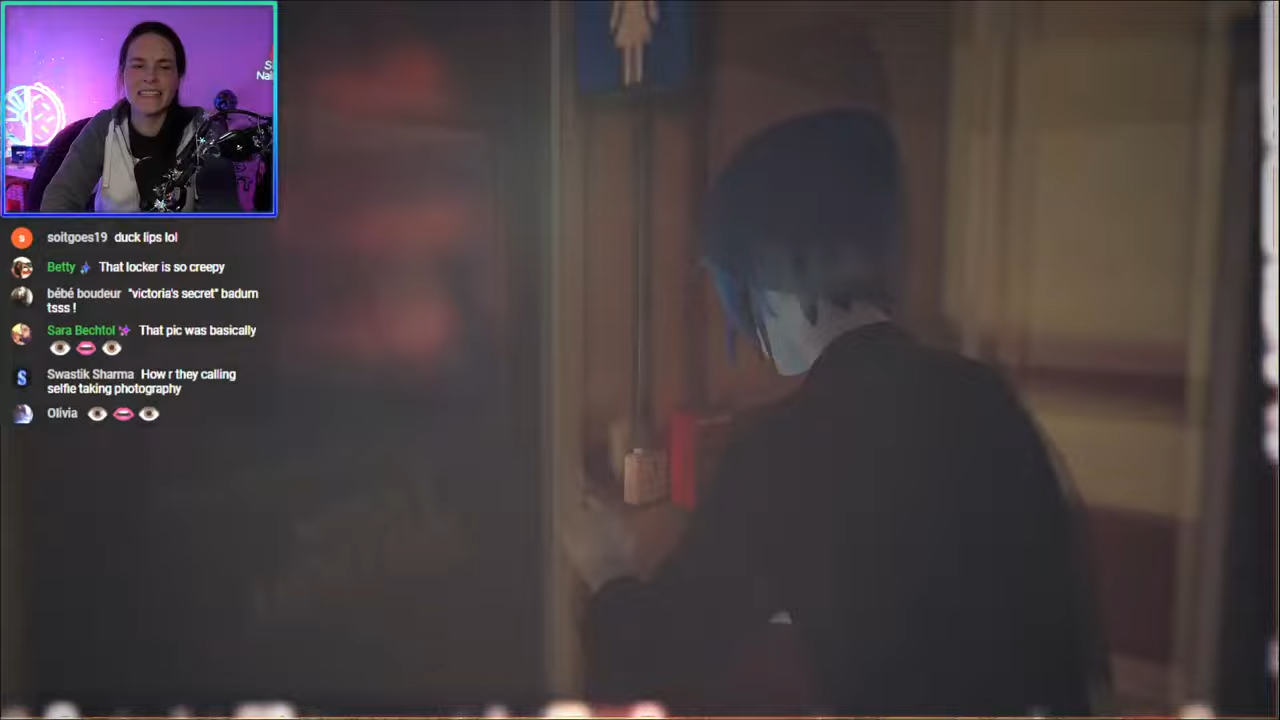 S
Nai
soitgoes19 duck lips lol
Betty That locker is so creepy
bébé boudeur "victoria's secret" badum
tsss !
Sara Bechtol That pic was basically
👁️ 👄 👁️
Swastik Sharma How r they calling
selfie taking photography
Olivia 👁️ 👄 👁️